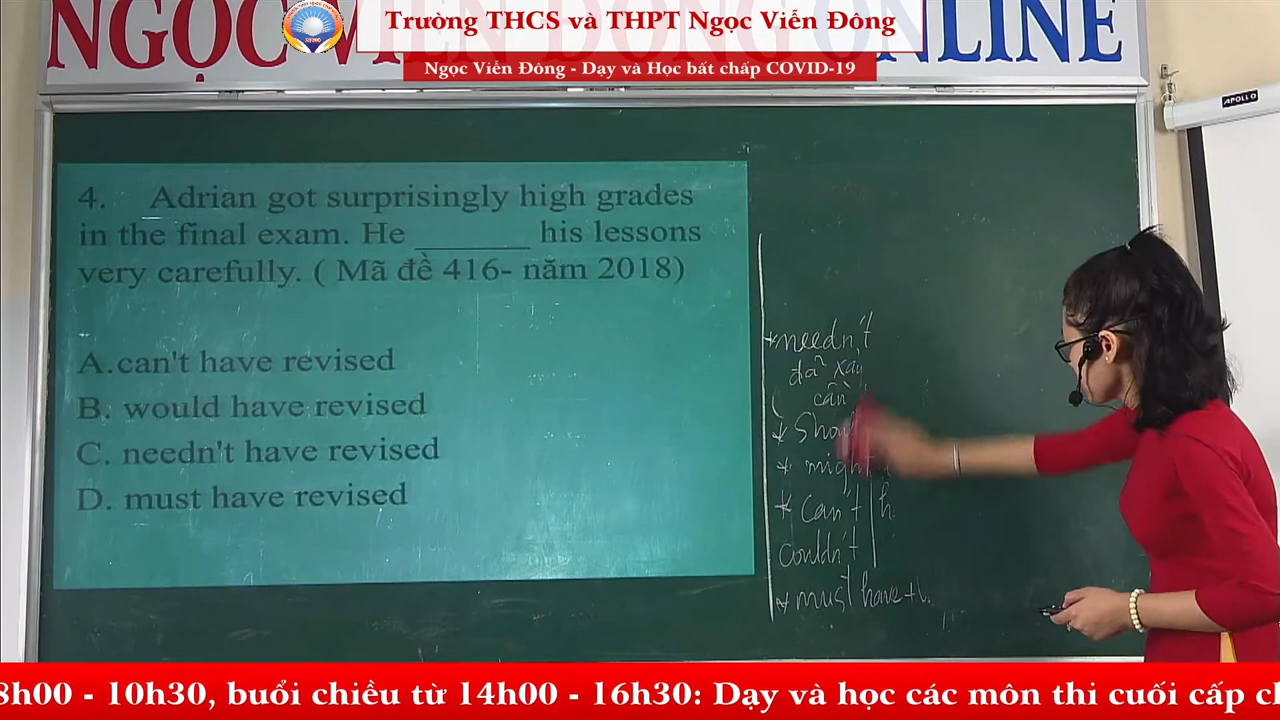 NGỌC VIỄN ĐÔNG ONLINE
Trường THCS và THPT Ngọc Viễn Đông
Ngọc Viễn Đông - Dạy và Học bất chấp COVID-19
APOLLO
4. Adrian got surprisingly high grades
in the final exam. He _______ his lessons
very carefully. ( Mã đề 416- năm 2018)
A.can't have revised
B. would have revised
C. needn't have revised
D. must have revised
* needn't
đã xảy
( cần
* Shou
* might
* Can't h
Couldn't
* must have +
8h00 - 10h30, buổi chiều từ 14h00 - 16h30: Dạy và học các môn thi cuối cấp ch